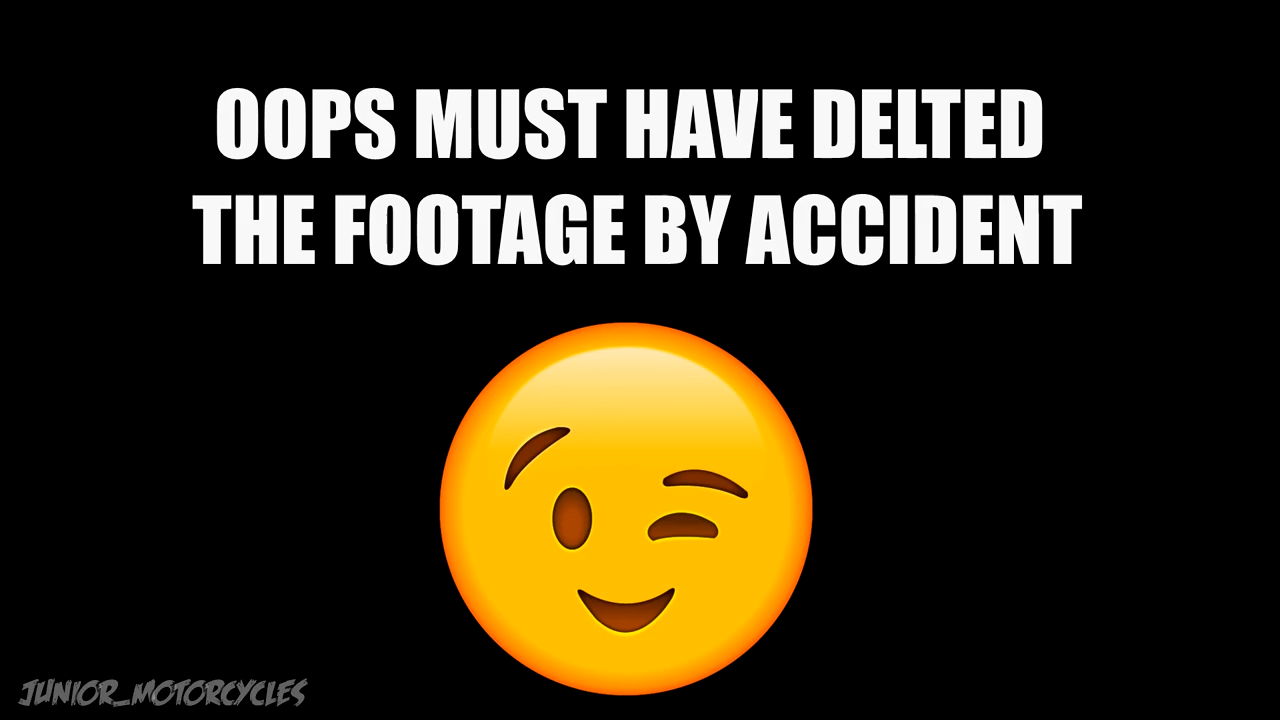 OOPS MUST HAVE DELTED
THE FOOTAGE BY ACCIDENT
JUNIOR_MOTORCYCLES